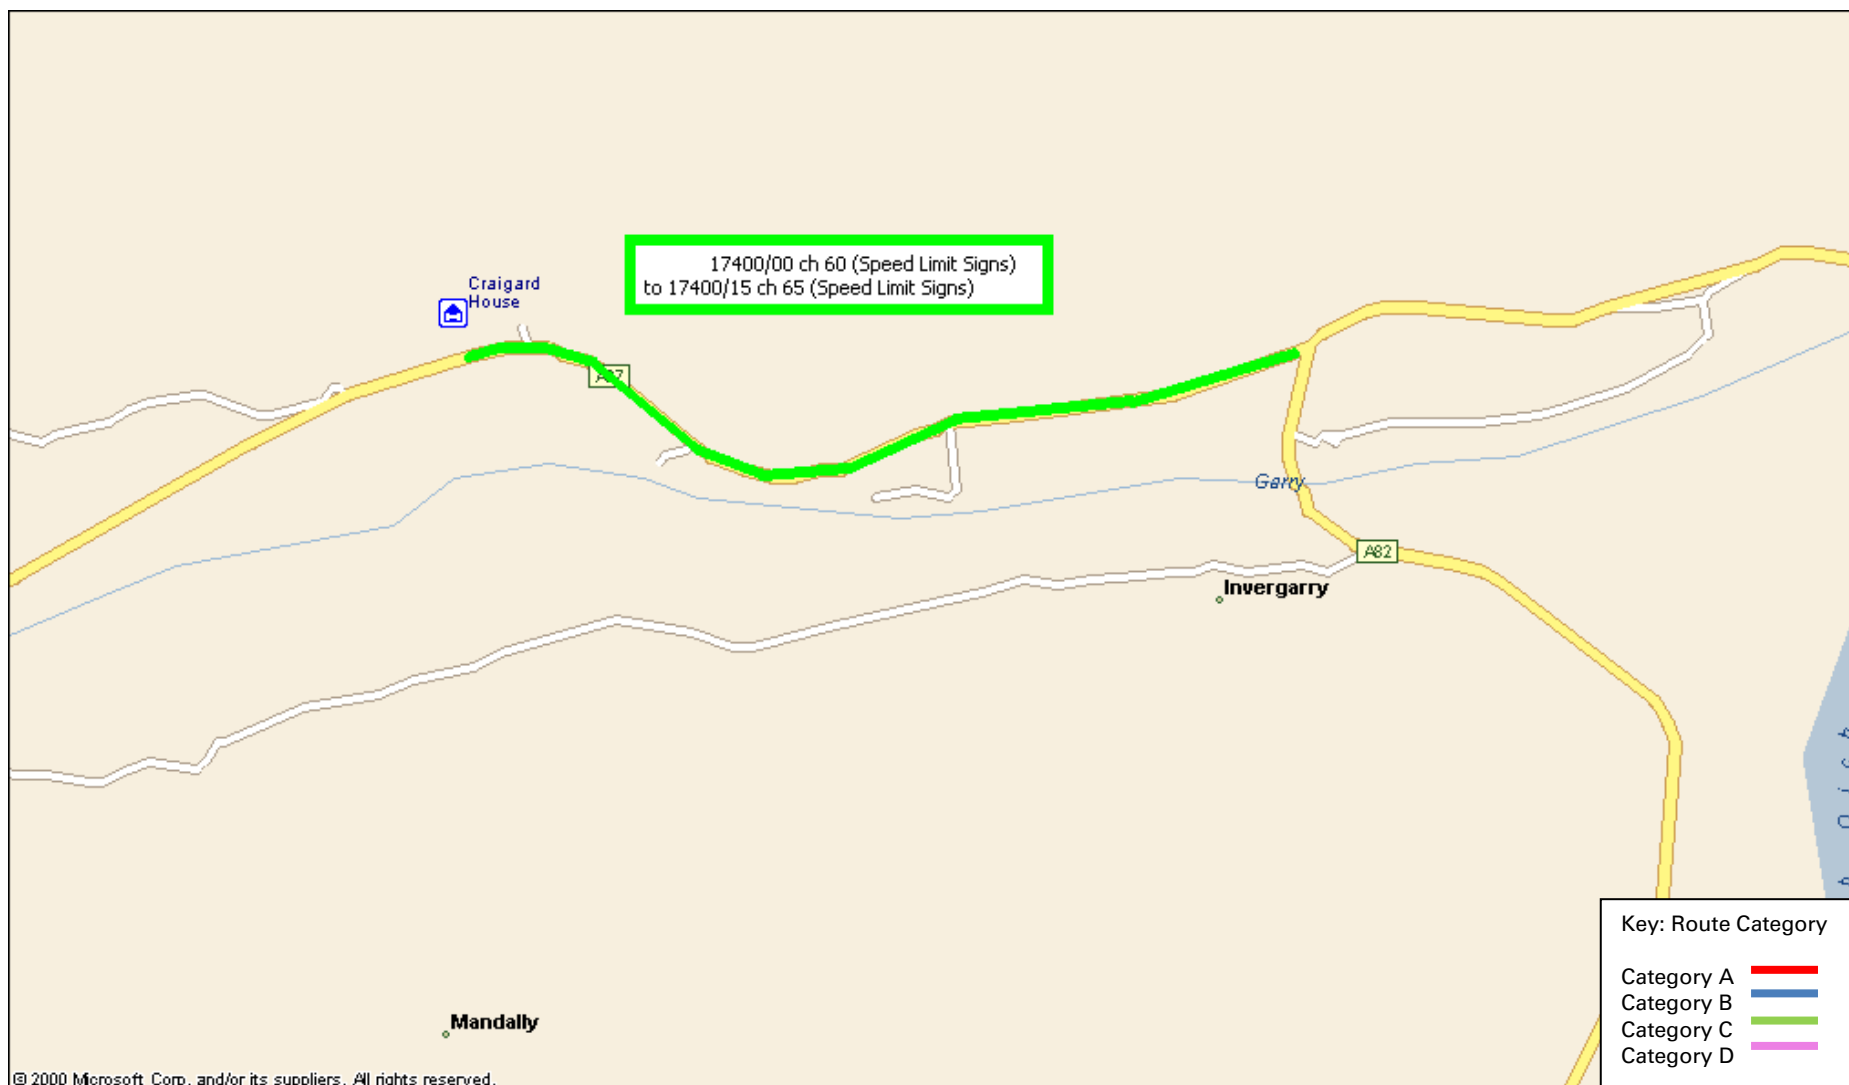 17400/00 ch 60 (Speed Limit Signs)
to 17400/15 ch 65 (Speed Limit Signs)
Craigard
House
Garry
A82
Invergarry
Mandally
Key: Route Category
Category A
Category B
Category C
Category D
© 2000 Microsoft Corp. and/or its suppliers. All rights reserved.